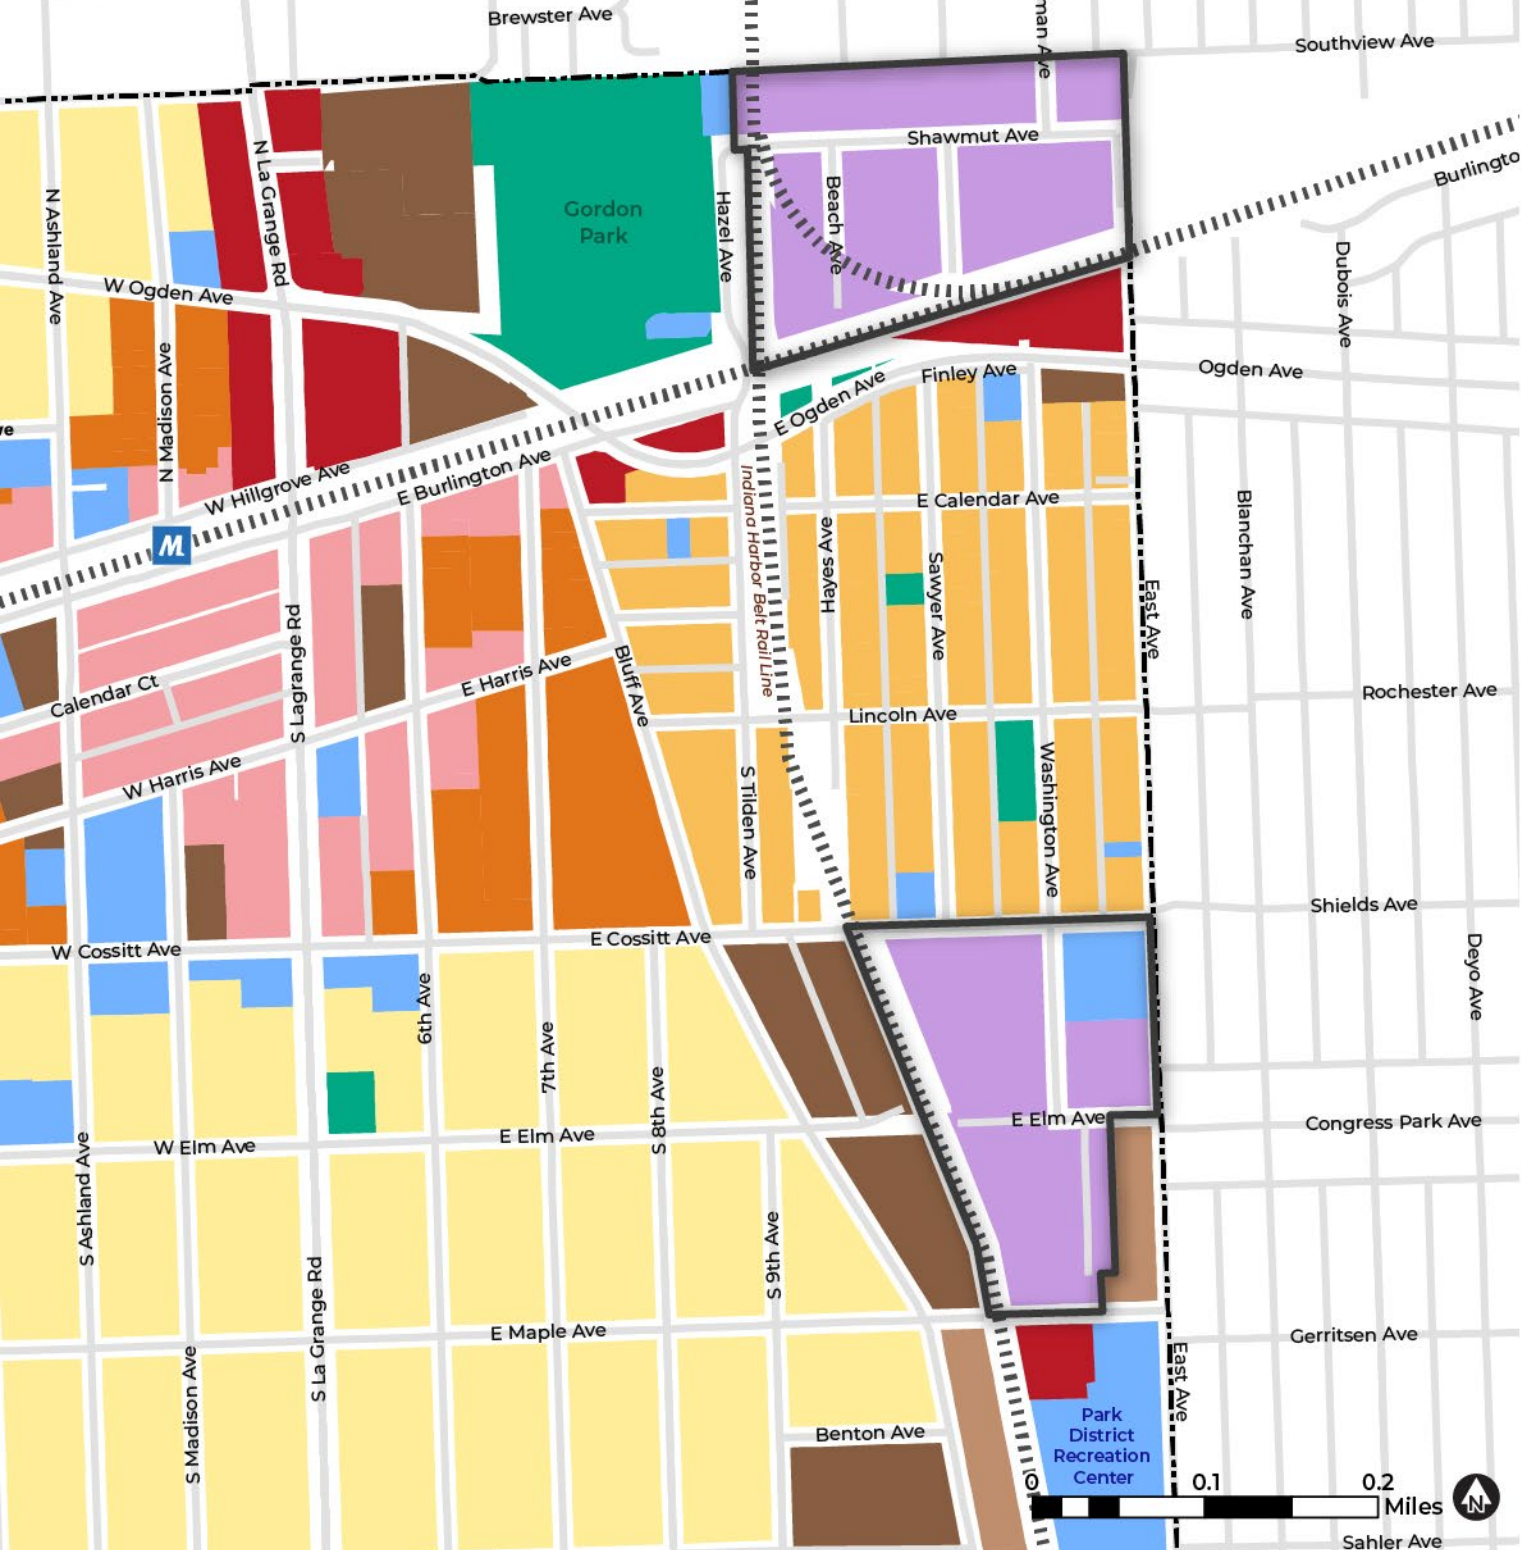 Brewster Ave
man Ave
Southview Ave
Shawmut Ave
Burlingto
N La Grange Rd
N Ashland Ave
Gordon
Park
Hazel Ave
Beach Ave
Dubois Ave
W Ogden Ave
N Madison Ave
Ogden Ave
Finley Ave
E Ogden Ave
ve
W Hillgrove Ave
E Burlington Ave
E Calendar Ave
M
Indiana Harbor Belt Rail Line
Hayes Ave
Sawyer Ave
Blanchan Ave
East Ave
S Lagrange Rd
Bluff Ave
E Harris Ave
Calendar Ct
Rochester Ave
Lincoln Ave
W Harris Ave
S Tilden Ave
Washington Ave
Shields Ave
W Cossitt Ave
E Cossitt Ave
Deyo Ave
6th Ave
7th Ave
S 8th Ave
E Elm Ave
Congress Park Ave
W Elm Ave
E Elm Ave
S Ashland Ave
S 9th Ave
S La Grange Rd
E Maple Ave
Gerritsen Ave
S Madison Ave
East Ave
Benton Ave
Park
District
Recreation
Center
0 0.1 0.2
Miles
N
Sahler Ave